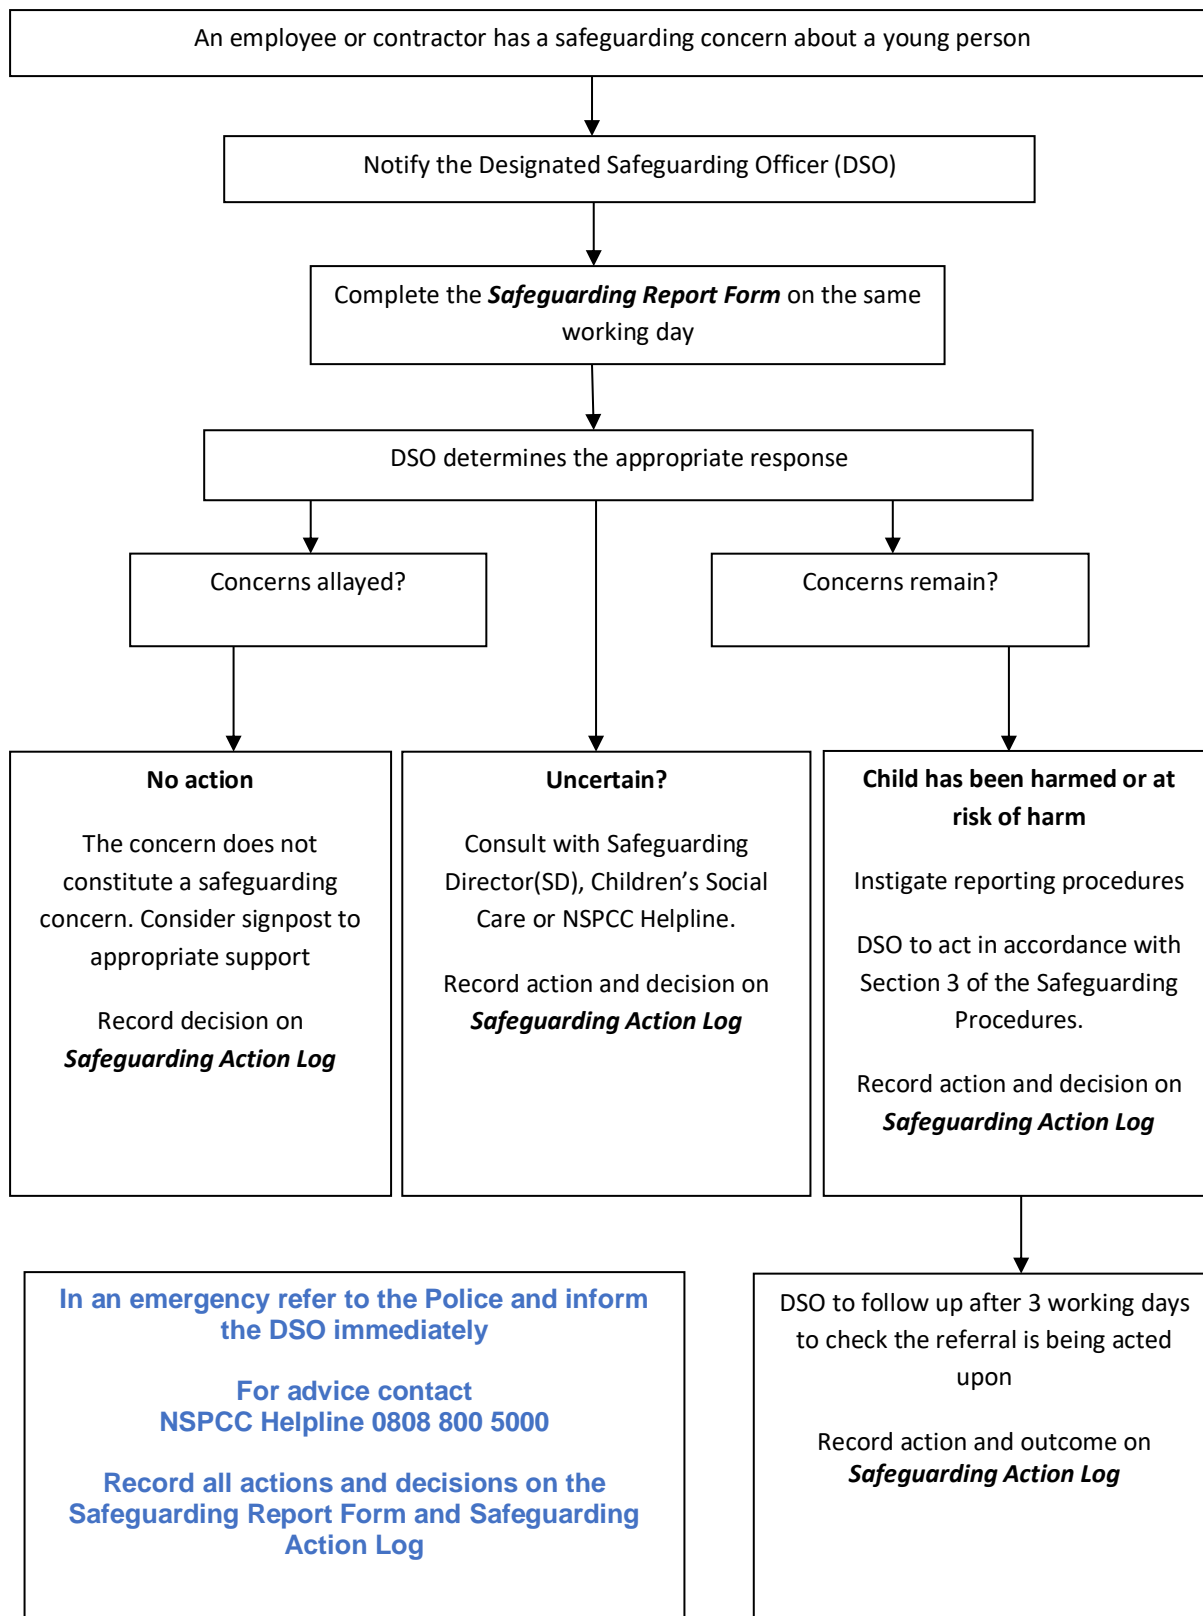 An employee or contractor has a safeguarding concern about a young person
Notify the Designated Safeguarding Officer (DSO)
Complete the Safeguarding Report Form on the same
working day
DSO determines the appropriate response
Concerns allayed?
Concerns remain?
No action
The concern does not
constitute a safeguarding
concern. Consider signpost to
appropriate support
Record decision on
Safeguarding Action Log
Uncertain?
Consult with Safeguarding
Director(SD), Children’s Social
Care or NSPCC Helpline.
Record action and decision on
Safeguarding Action Log
Child has been harmed or at
risk of harm
Instigate reporting procedures
DSO to act in accordance with
Section 3 of the Safeguarding
Procedures.
Record action and decision on
Safeguarding Action Log
In an emergency refer to the Police and inform
the DSO immediately
For advice contact
NSPCC Helpline 0808 800 5000
Record all actions and decisions on the
Safeguarding Report Form and Safeguarding
Action Log
DSO to follow up after 3 working days
to check the referral is being acted
upon
Record action and outcome on
Safeguarding Action Log